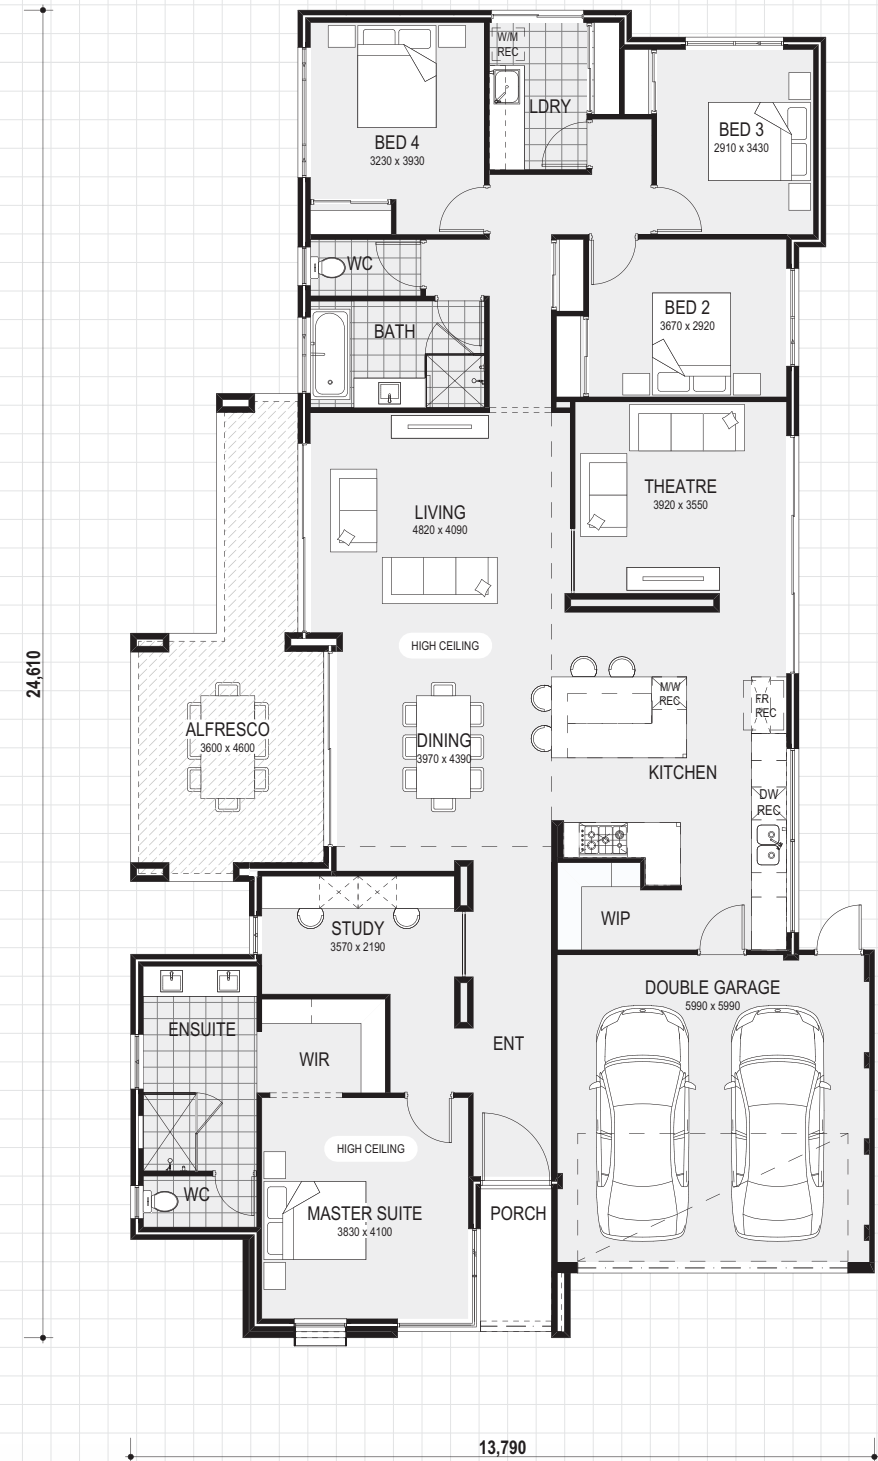 W/M
REC
LDRY
BED 4
3230 x 3930
BED 3
2910 x 3430
WC
BATH
BED 2
3670 x 2920
THEATRE
3920 x 3550
LIVING
4820 x 4090
HIGH CEILING
24,610
M/W
REC
FR
REC
ALFRESCO
3600 x 4600
DINING
3970 x 4390
KITCHEN
DW
REC
WIP
STUDY
3570 x 2190
DOUBLE GARAGE
5990 x 5990
ENSUITE
WIR
ENT
HIGH CEILING
WC
MASTER SUITE
3830 x 4100
PORCH
13,790